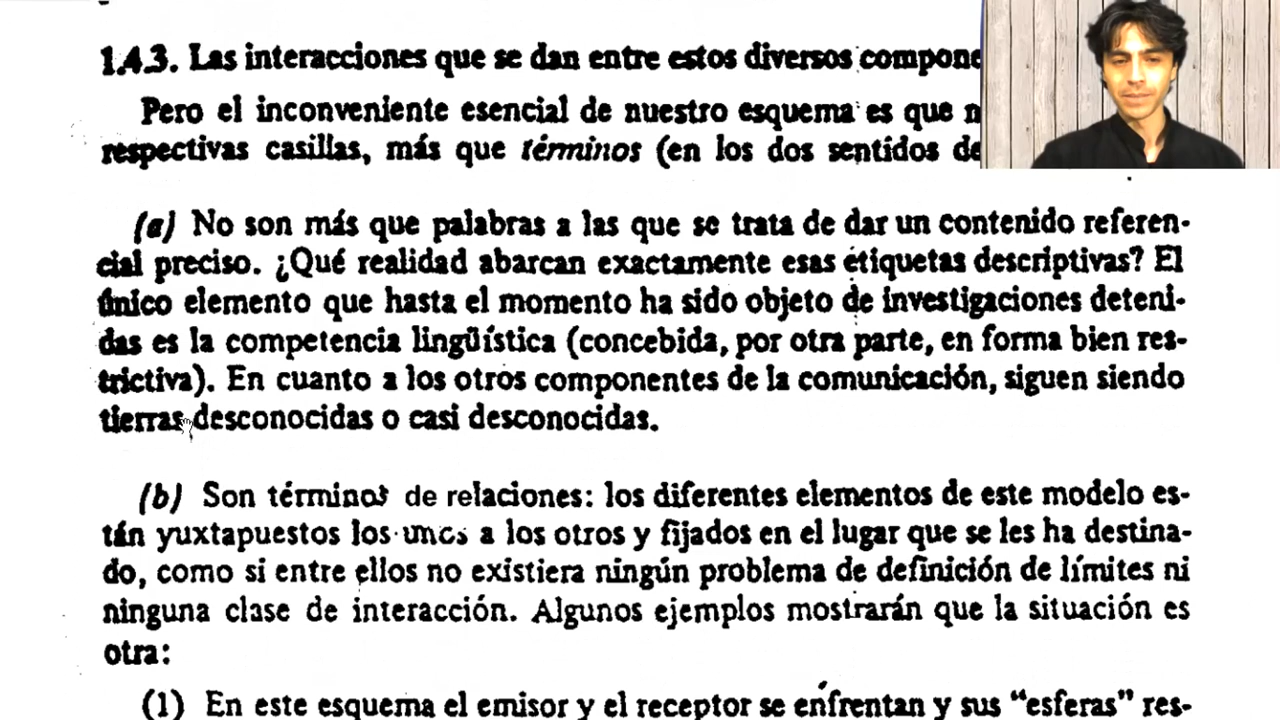 1.4.3. Las interacciones que se dan entre estos diversos
Pero el inconveniente esencial de nuestro esquema es que
respectivas casillas, más que términos (en los dos sentidos
(a) No son más que palabras a las que se trata de dar un contenido referen-
cial preciso. ¿Qué realidad abarcan exactamente esas etiquetas descriptivas? El
único elemento que hasta el momento ha sido objeto de investigaciones deteni-
das es la competencia lingüística (concebida, por otra parte, en forma bien res-
trictiva). En cuanto a los otros componentes de la comunicación, siguen siendo
tierras desconocidas o casi desconocidas.
(b) Son términos de relaciones: los diferentes elementos de este modelo es-
tán yuxtapuestos los unos a los otros y fijados en el lugar que se les ha destina-
do, como si entre ellos no existiera ningún problema de definición de límites ni
ninguna clase de interacción. Algunos ejemplos mostrarán que la situación es
otra:
(1) En este esquema el emisor y el receptor se enfrentan y sus "esferas" res-